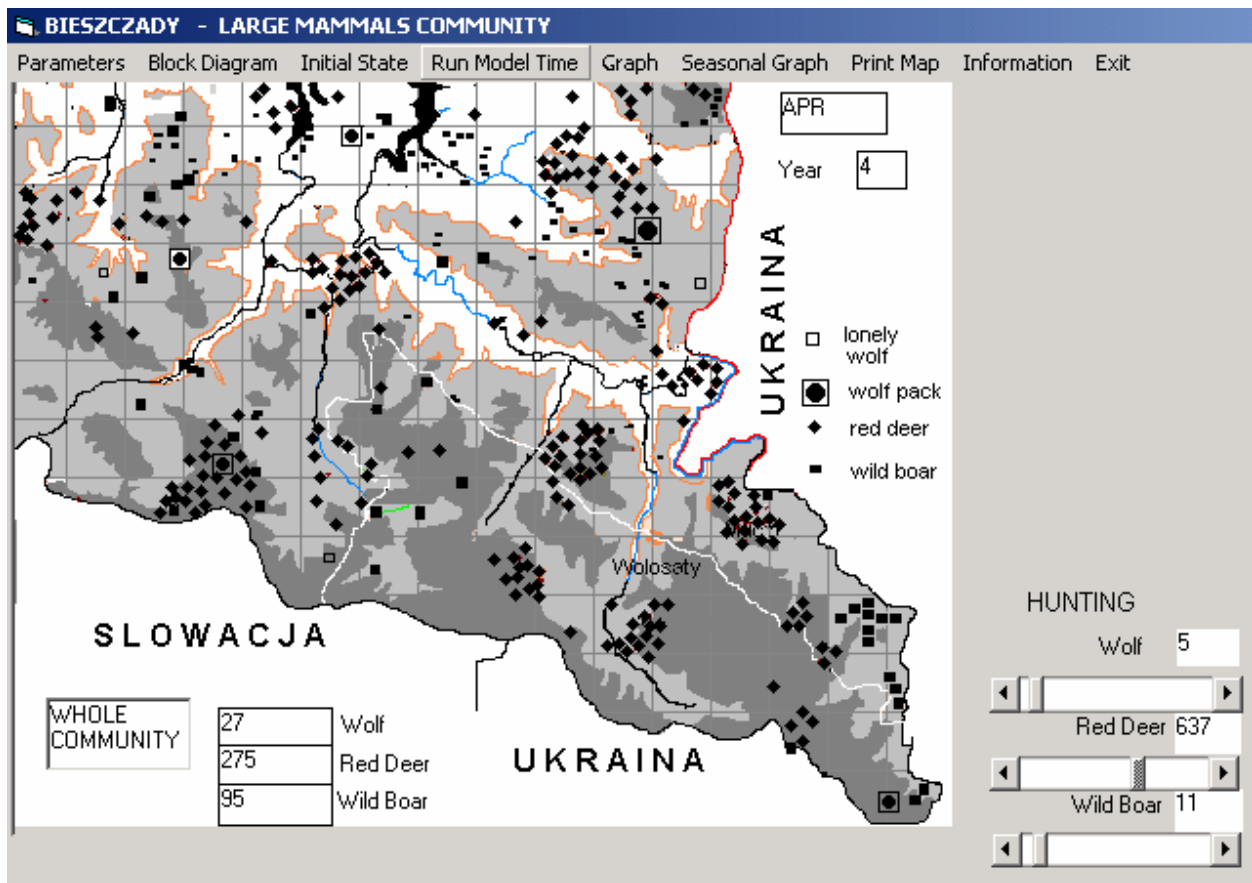 BIESZCZADY - LARGE MAMMALS COMMUNITY
Parameters Block Diagram Initial State Run Model Time Graph Seasonal Graph Print Map Information Exit
APR
Year 4
UKRAINA
lonely
wolf
wolf pack
red deer
wild boar
Wolosaty
SLOWACJA
UKRAINA
WHOLE
COMMUNITY
27 Wolf
275 Red Deer
95 Wild Boar
HUNTING
Wolf 5
Red Deer 637
Wild Boar 11